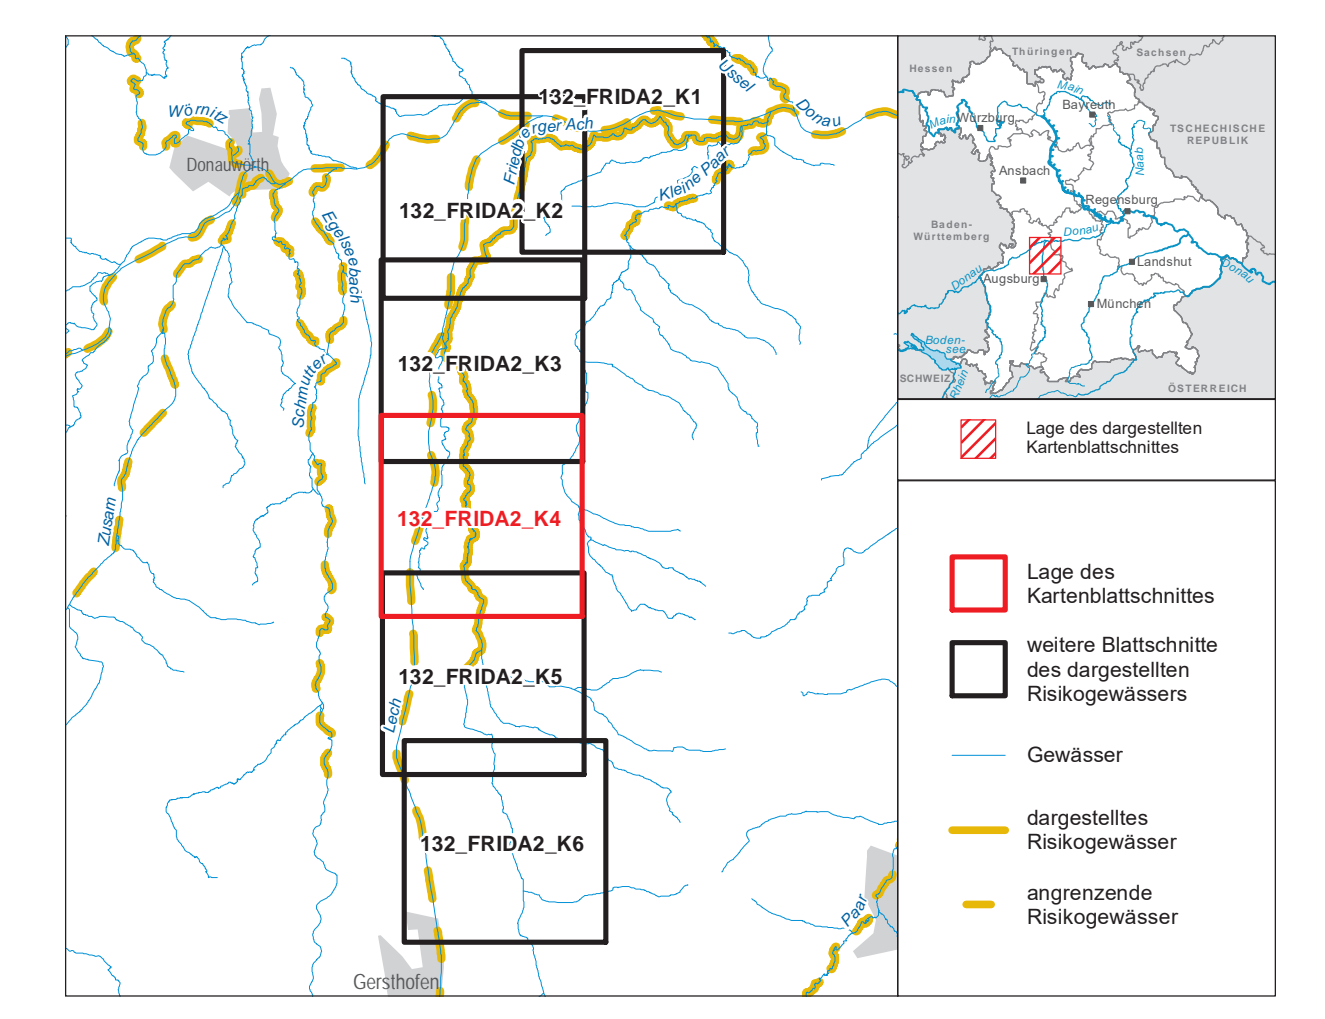 132_FRIDA2_K1
Ussel
Donau
Wörnitz
Donauwörth
Friedberger Ach
Kleine Paar
132_FRIDA2_K2
Egelseebach
132_FRIDA2_K3
Schmutter
Zusam
132_FRIDA2_K4
132_FRIDA2_K5
Lech
132_FRIDA2_K6
Paar
Gersthofen
Thüringen
Sachsen
Hessen
Main
Bayreuth
Main
Würzburg
TSCHECHISCHE
REPUBLIK
Naab
Ansbach
Regensburg
Baden-
Württemberg
Donau
Landshut
Donau
Donau
Augsburg
München
Boden-
see
SCHWEIZ
Rhein
ÖSTERREICH
Lage des dargestellten
Kartenblattschnittes
Lage des
Kartenblattschnittes
weitere Blattschnitte
des dargestellten
Risikogewässers
Gewässer
dargestelltes
Risikogewässer
angrenzende
Risikogewässer